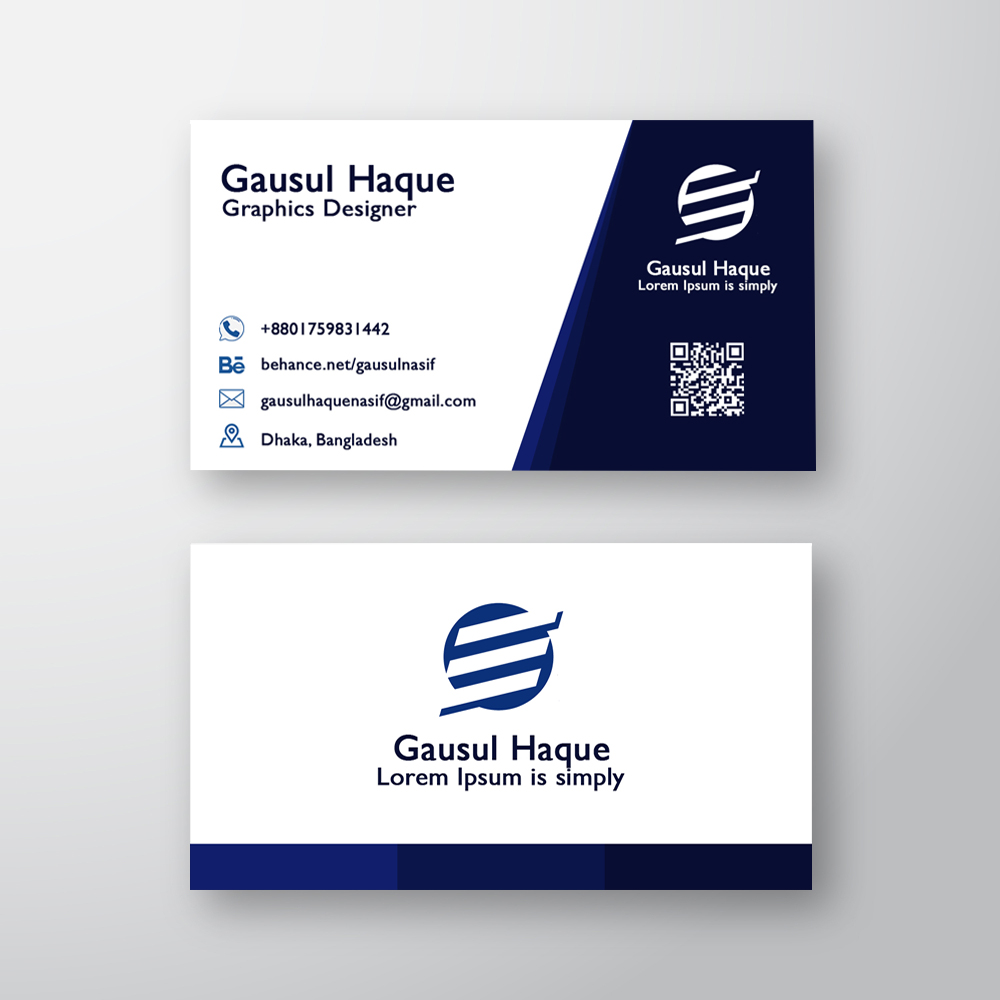 Gausul Haque
Graphics Designer
+8801759831442
Bē behance.net/gausulnasif
gausulhaquenasif@gmail.com
Dhaka, Bangladesh
Gausul Haque
Lorem Ipsum is simply
Gausul Haque
Lorem Ipsum is simply